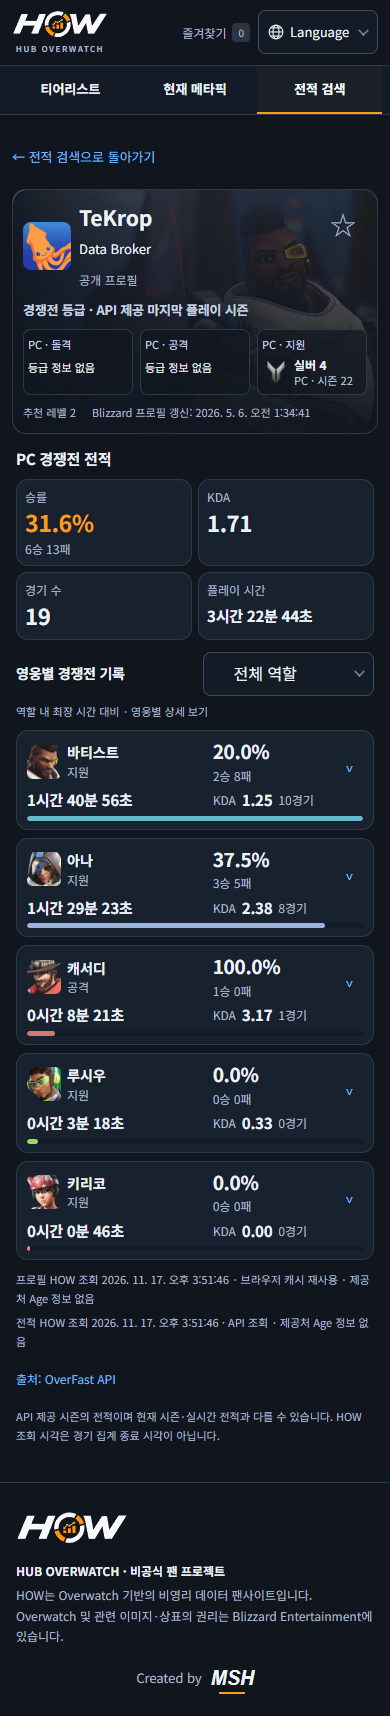 HOW
HUB OVERWATCH
즐겨찾기 0
Language
티어리스트 현재 메타픽 전적 검색
← 전적 검색으로 돌아가기
TeKrop
Data Broker
공개 프로필
경쟁전 등급 · API 제공 마지막 플레이 시즌
PC · 돌격
등급 정보 없음
PC · 공격
등급 정보 없음
PC · 지원
실버 4
PC · 시즌 22
추천 레벨 2 Blizzard 프로필 갱신: 2026. 5. 6. 오전 1:34:41
PC 경쟁전 전적
승률
31.6%
6승 13패
KDA
1.71
경기 수
19
플레이 시간
3시간 22분 44초
영웅별 경쟁전 기록
전체 역할
역할 내 최장 시간 대비 · 영웅별 상세 보기
바티스트
지원
20.0%
2승 8패
v
1시간 40분 56초
KDA 1.25 10경기
아나
지원
37.5%
3승 5패
v
1시간 29분 23초
KDA 2.38 8경기
캐서디
공격
100.0%
1승 0패
v
0시간 8분 21초
KDA 3.17 1경기
루시우
지원
0.0%
0승 0패
v
0시간 3분 18초
KDA 0.33 0경기
키리코
지원
0.0%
0승 0패
v
0시간 0분 46초
KDA 0.00 0경기
프로필 HOW 조회 2026. 11. 17. 오후 3:51:46 · 브라우저 캐시 재사용 · 제공
처 Age 정보 없음
전적 HOW 조회 2026. 11. 17. 오후 3:51:46 · API 조회 · 제공처 Age 정보 없
음
출처: OverFast API
API 제공 시즌의 전적이며 현재 시즌·실시간 전적과 다를 수 있습니다. HOW
조회 시각은 경기 집계 종료 시각이 아닙니다.
HOW
HUB OVERWATCH · 비공식 팬 프로젝트
HOW는 Overwatch 기반의 비영리 데이터 팬사이트입니다.
Overwatch 및 관련 이미지·상표의 권리는 Blizzard Entertainment에
있습니다.
Created by MSH